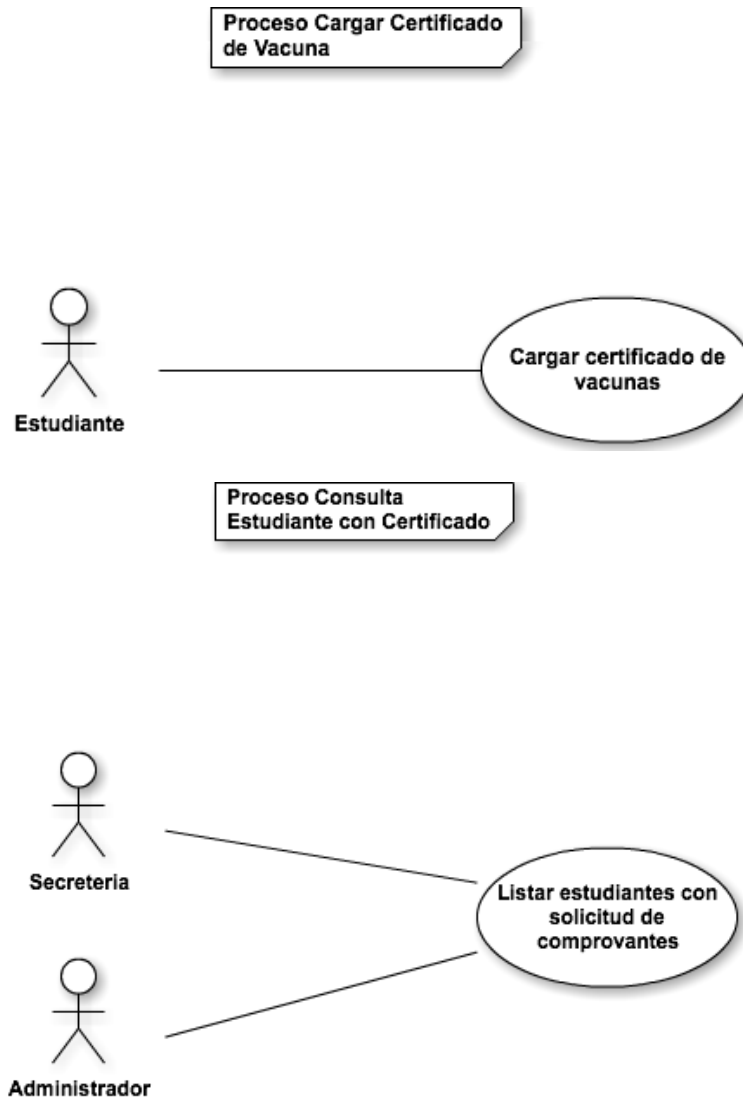 Proceso Cargar Certificado
de Vacuna
Cargar certificado de
vacunas
Estudiante
Proceso Consulta
Estudiante con Certificado
Secreteria
Listar estudiantes con
solicitud de
comprovantes
Administrador